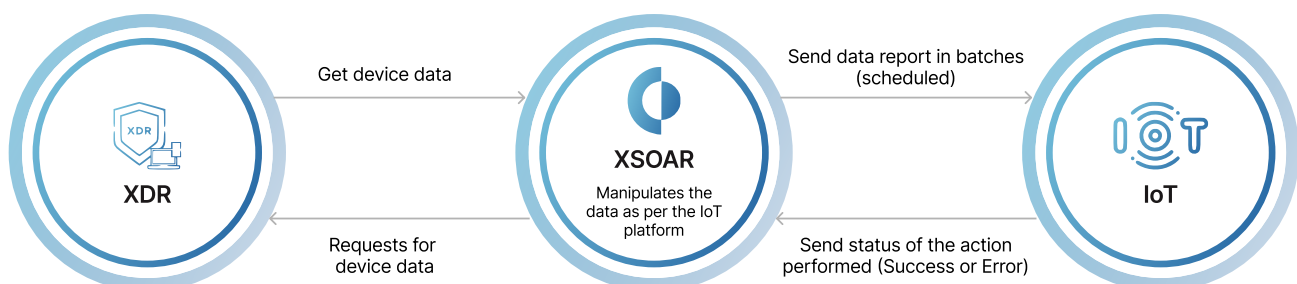 XDR
XDR
Get device data
Requests for
device data
XSOAR
Manipulates the
data as per the IoT
platform
Send data report in batches
(scheduled)
Send status of the action
performed (Success or Error)
IOT
IoT